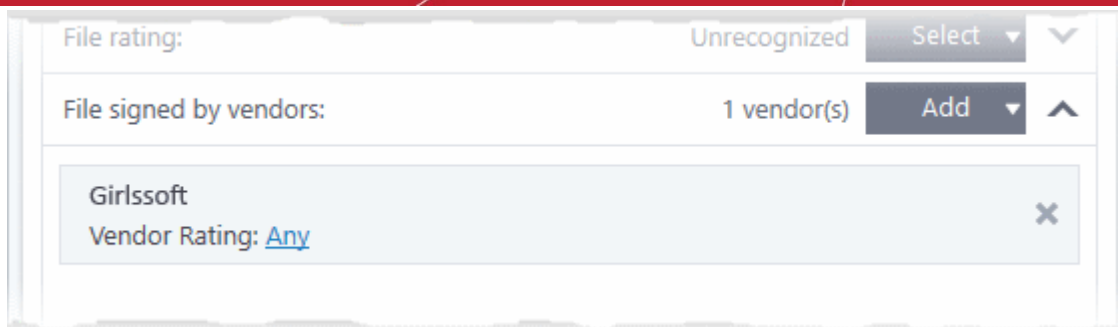 File rating: Unrecognized Select
File signed by vendors: 1 vendor(s) Add
Girlssoft
Vendor Rating: Any